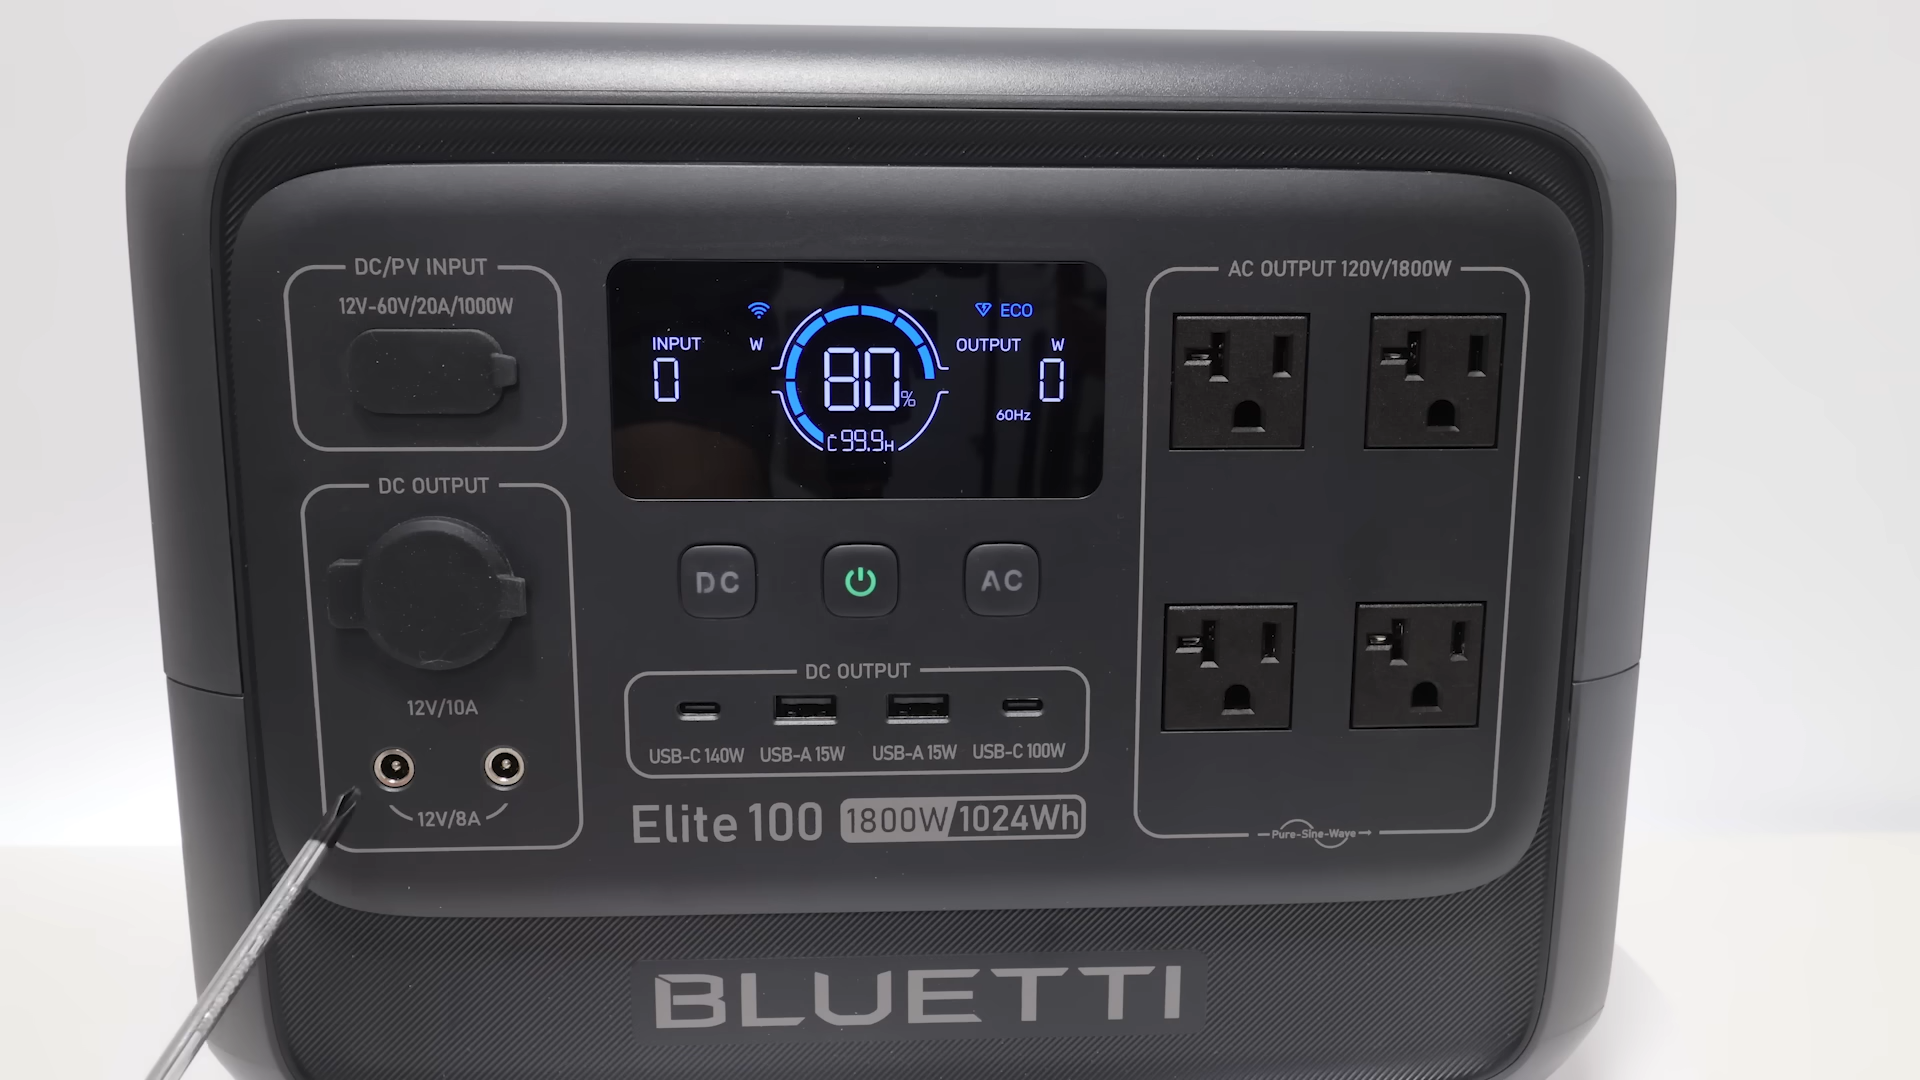 DC/PV INPUT
12V-60V/20A/1000W
DC OUTPUT
12V/10A
12V/8A
INPUT
W
0
80%
99.9H
ECO
OUTPUT
W
0
60Hz
DC
AC
DC OUTPUT
USB-C 140W
USB-A 15W
USB-A 15W
USB-C 100W
Elite 100 1800W/1024Wh
AC OUTPUT 120V/1800W
Pure-Sine-Wave
BLUETTI